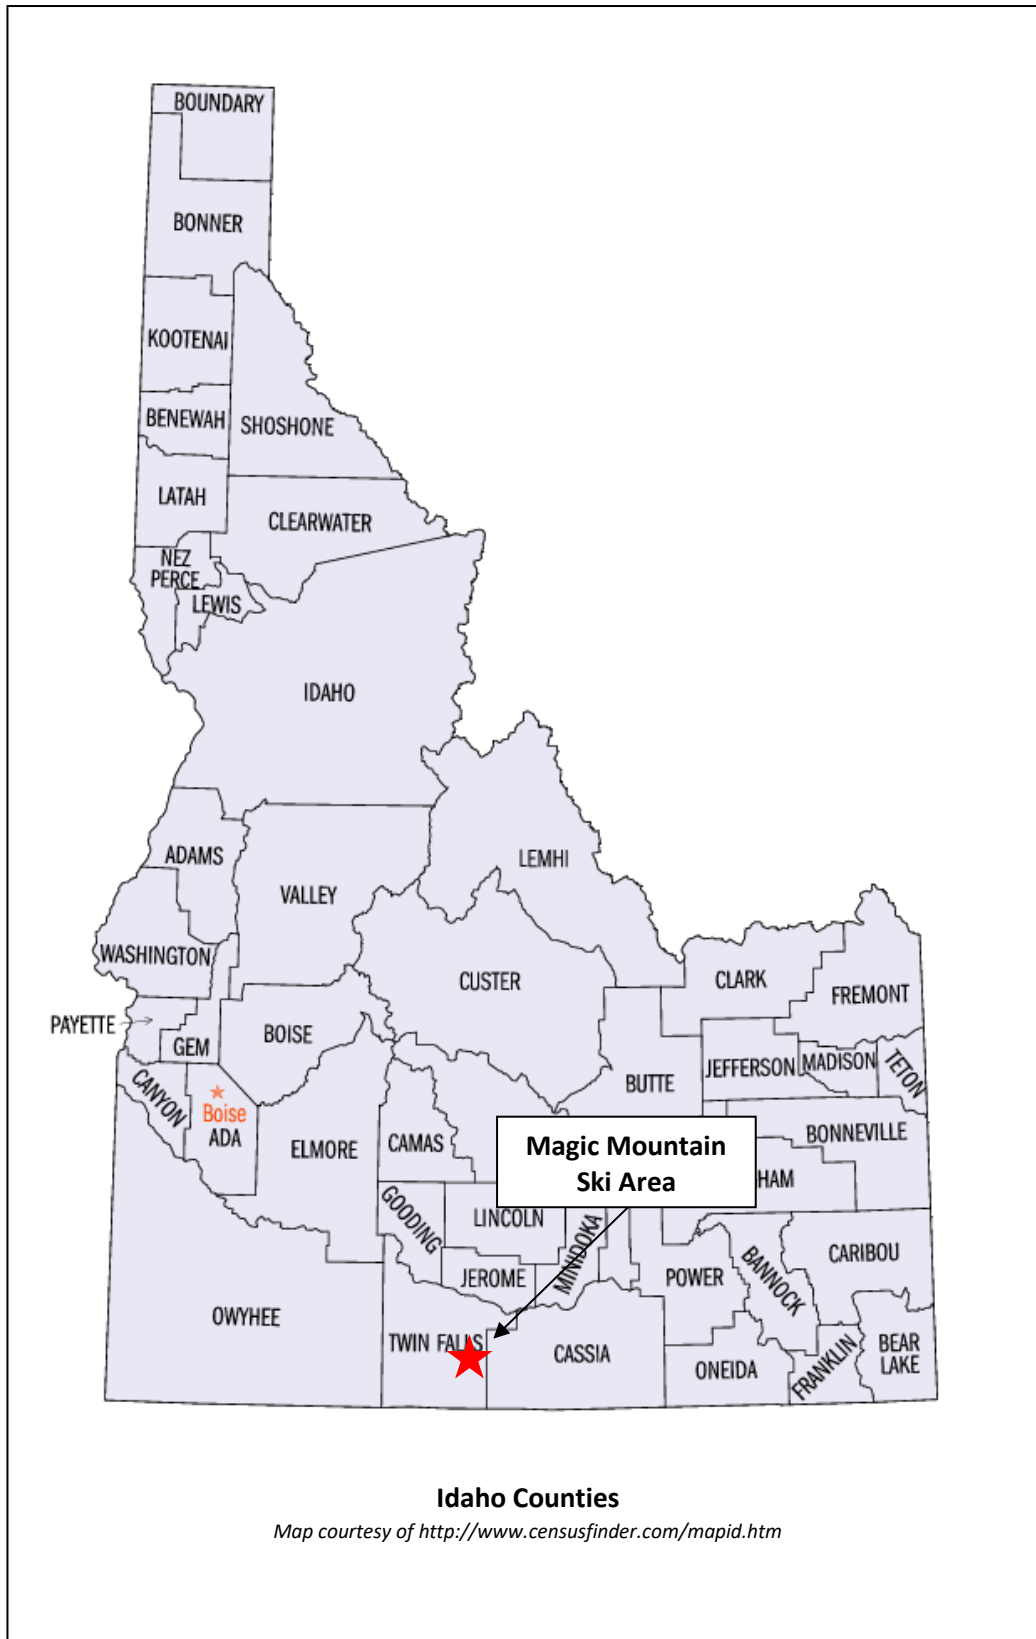 BOUNDARY
BONNER
KOOTENAI
BENEWAH
SHOSHONE
LATAH
CLEARWATER
NEZ
PERCE
LEWIS
IDAHO
ADAMS
LEMHI
VALLEY
WASHINGTON
CUSTER
CLARK
FREMONT
PAYETTE
BOISE
GEM
JEFFERSON
MADISON
TETON
BUTTE
CANYON
Boise
ADA
ELMORE
CAMAS
BONNEVILLE
Magic Mountain
Ski Area
HAM
GOODING
LINCOLN
MINIDOKA
JEROME
POWER
BANNOCK
CARIBOU
OWYHEE
TWIN FALLS
CASSIA
ONEIDA
FRANKLIN
BEAR
LAKE
Idaho Counties
Map courtesy of http://www.censusfinder.com/mapid.htm